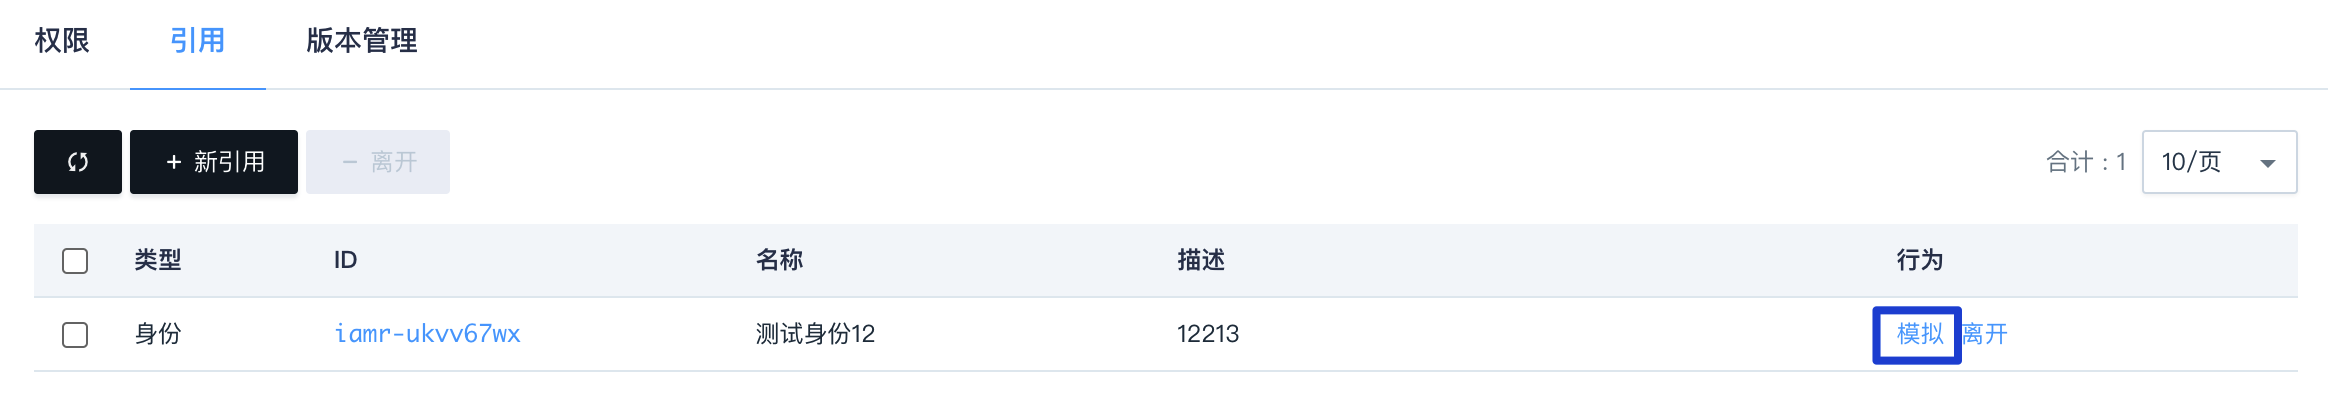 权限 引用 版本管理
+ 新引用 − 离开 合计：1 10/页
类型 ID 名称 描述 行为
身份 iamr-ukvv67wx 测试身份12 12213 模拟 离开